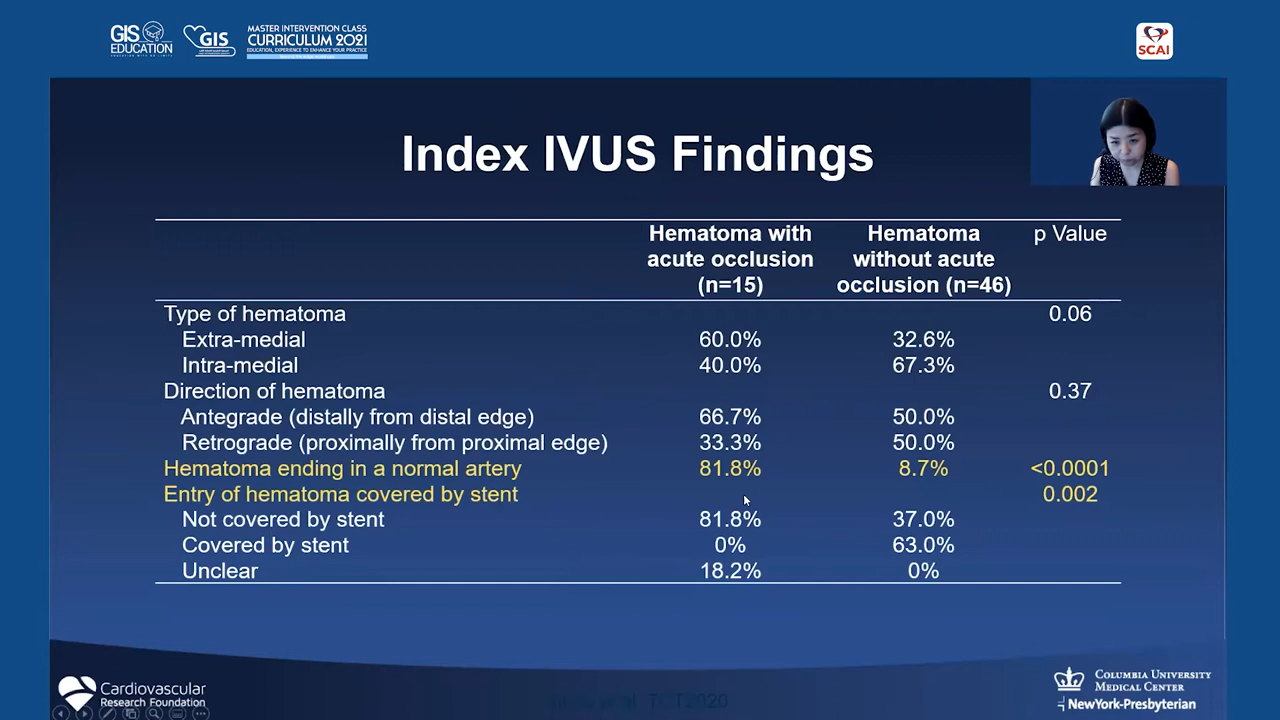 GIS EDUCATION
GIS
MASTER INTERVENTION CLASS
CURRICULUM 2021
EDUCATION, EXPERIENCE TO ENHANCE YOUR PRACTICE
SCAI
Index IVUS Findings
Hematoma with acute occlusion (n=15) Hematoma without acute occlusion (n=46) p Value
Type of hematoma 0.06
Extra-medial 60.0% 32.6%
Intra-medial 40.0% 67.3%
Direction of hematoma 0.37
Antegrade (distally from distal edge) 66.7% 50.0%
Retrograde (proximally from proximal edge) 33.3% 50.0%
Hematoma ending in a normal artery 81.8% 8.7% <0.0001
Entry of hematoma covered by stent 0.002
Not covered by stent 81.8% 37.0%
Covered by stent 0% 63.0%
Unclear 18.2% 0%
Cardiovascular
Research Foundation
et al. TCT2020
COLUMBIA UNIVERSITY
MEDICAL CENTER
NewYork-Presbyterian